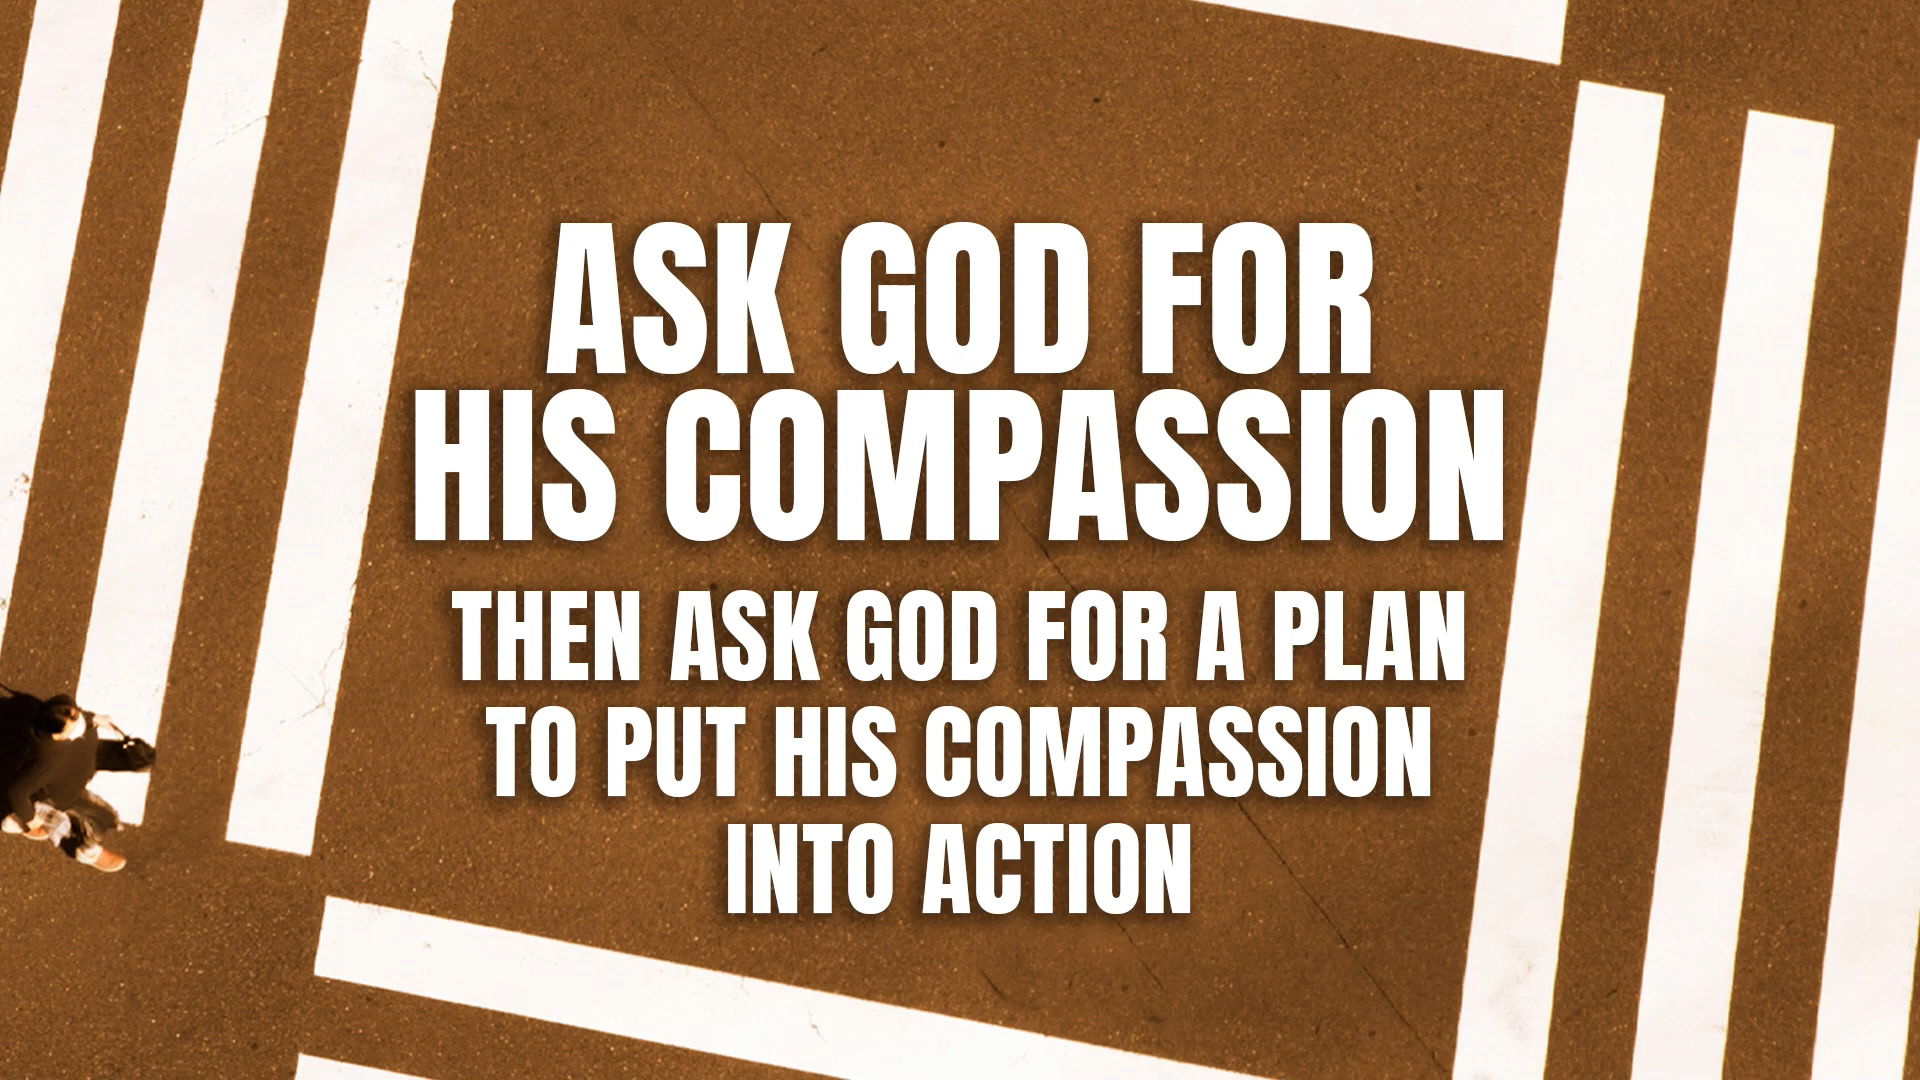 ASK GOD FOR
HIS COMPASSION
THEN ASK GOD FOR A PLAN
TO PUT HIS COMPASSION
INTO ACTION